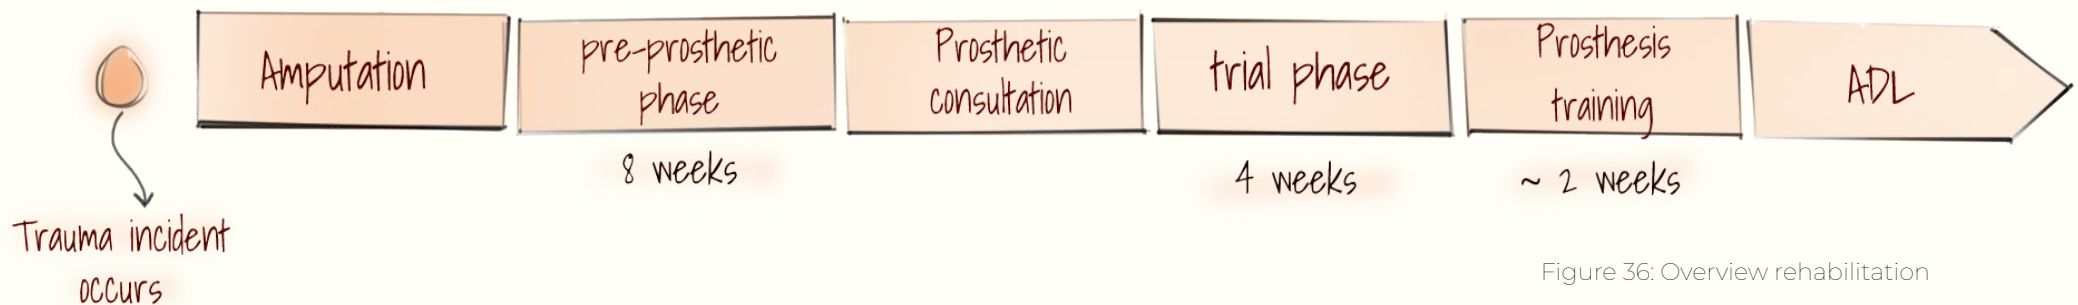 Amputation
pre-prosthetic
phase
8 weeks
Prosthetic
consultation
trial phase
4 weeks
Prosthesis
training
~ 2 weeks
ADL
Trauma incident
occurs
Figure 36: Overview rehabilitation